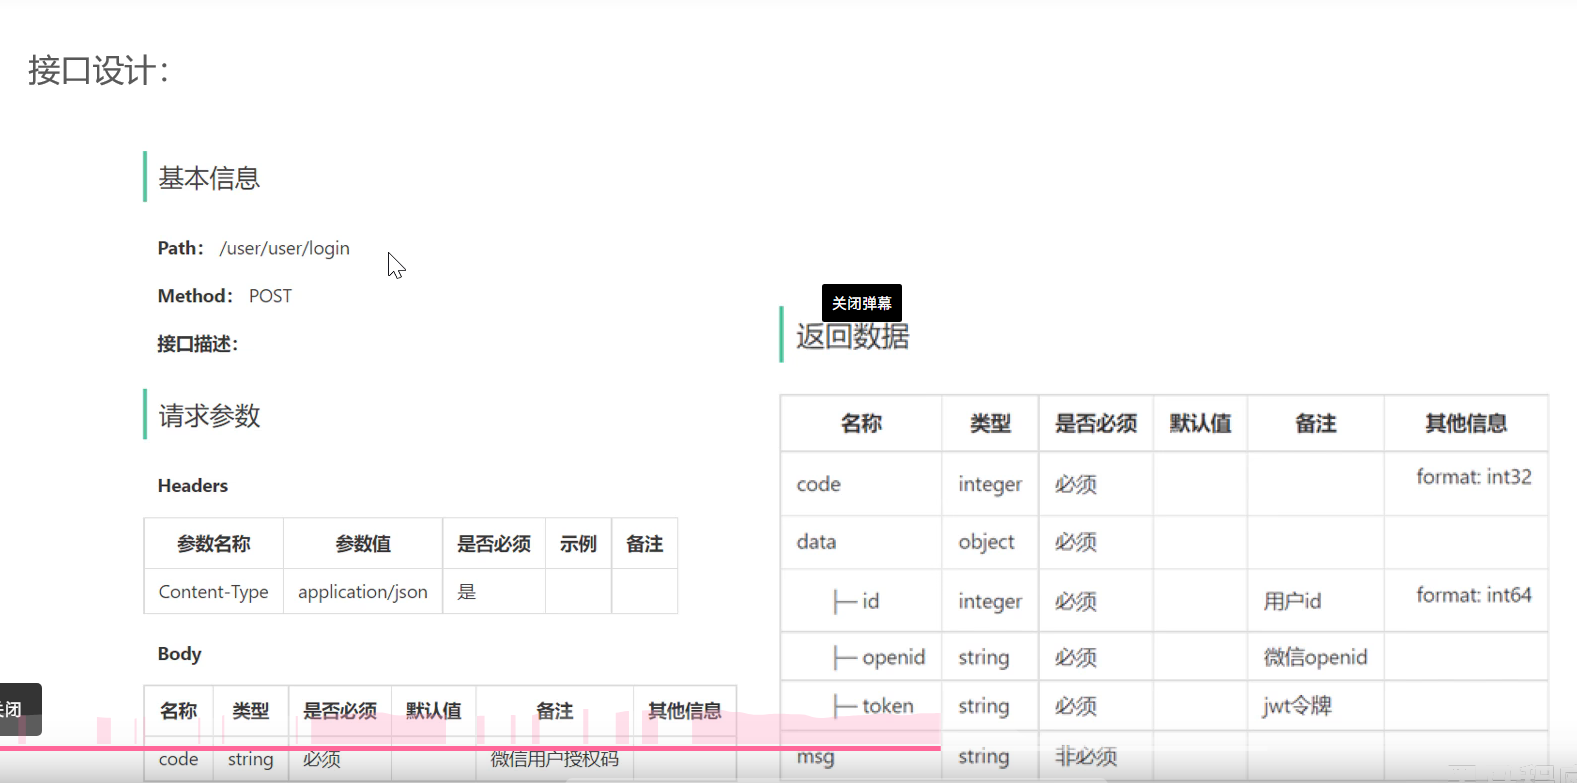 接口设计：
基本信息
Path： /user/user/login
Method： POST
接口描述：
请求参数
Headers
参数名称 参数值 是否必须 示例 备注
Content-Type application/json 是
Body
名称 类型 是否必须 默认值 备注 其他信息
code string 必须 微信用户授权码
关闭弹幕
返回数据
名称 类型 是否必须 默认值 备注 其他信息
code integer 必须 format: int32
data object 必须
├─ id integer 必须 用户id format: int64
├─ openid string 必须 微信openid
├─ token string 必须 jwt令牌
msg string 非必须